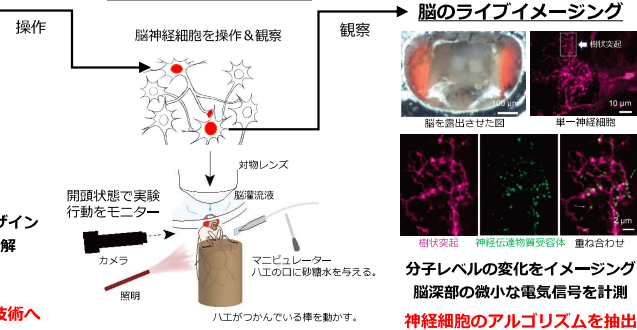 操作
脳神経細胞を操作＆観察
観察
脳のライブイメージング
樹状突起
100 μm
10 μm
脳を露出させた図
単一神経細胞
対物レンズ
脳灌流液
開頭状態で実験
行動をモニター
カメラ
照明
マニピュレーター
ハエの口に砂糖水を与える。
ハエがつかんでいる棒を動かす。
2 μm
樹状突起
神経伝達物質受容体
重ね合わせ
分子レベルの変化をイメージング
脳深部の微小な電気信号を計測
神経細胞のアルゴリズムを抽出
ザイン
解
技術へ